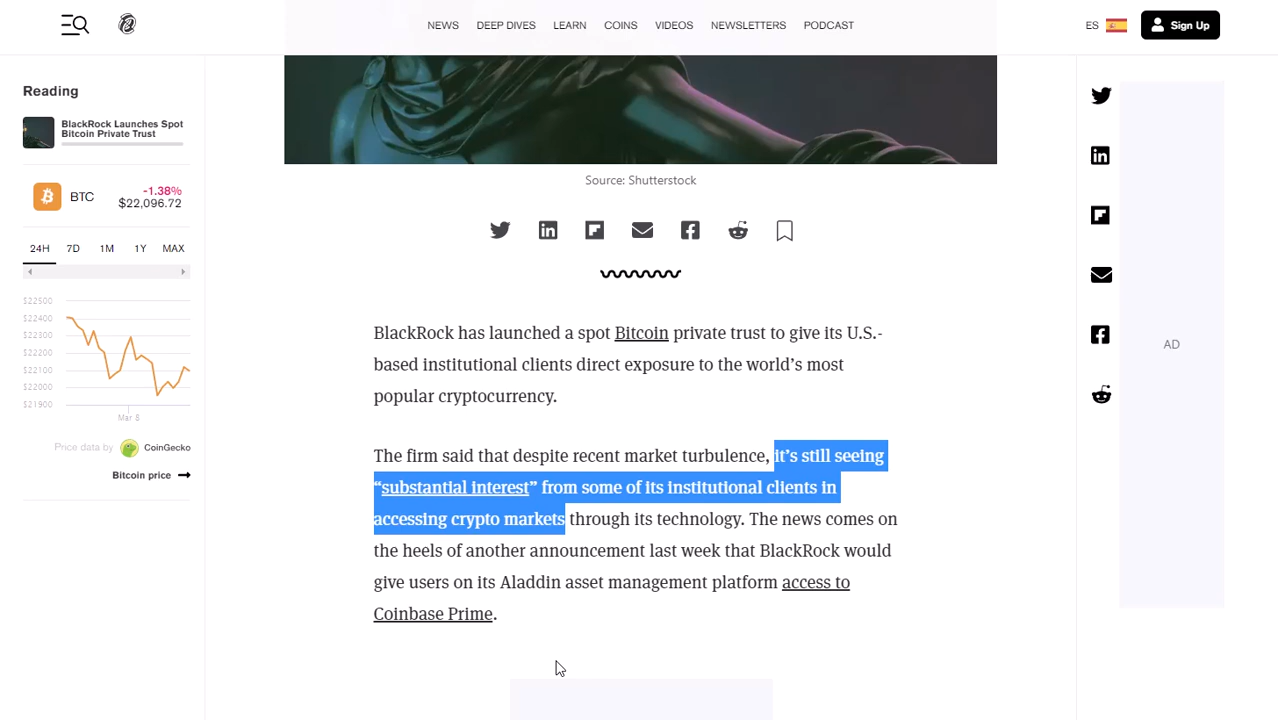 NEWS DEEP DIVES LEARN COINS VIDEOS NEWSLETTERS PODCAST
ES Sign Up
Reading
BlackRock Launches Spot
Bitcoin Private Trust
BTC
-1.38%
$22,096.72
24H 7D 1M 1Y MAX
$22500
$22400
$22300
$22200
$22100
$22000
$21900
Mar 5
Price data by CoinGecko
Bitcoin price
Source: Shutterstock
BlackRock has launched a spot Bitcoin private trust to give its U.S.-
based institutional clients direct exposure to the world’s most
popular cryptocurrency.
The firm said that despite recent market turbulence, it’s still seeing
“substantial interest” from some of its institutional clients in
accessing crypto markets through its technology. The news comes on
the heels of another announcement last week that BlackRock would
give users on its Aladdin asset management platform access to
Coinbase Prime.
AD